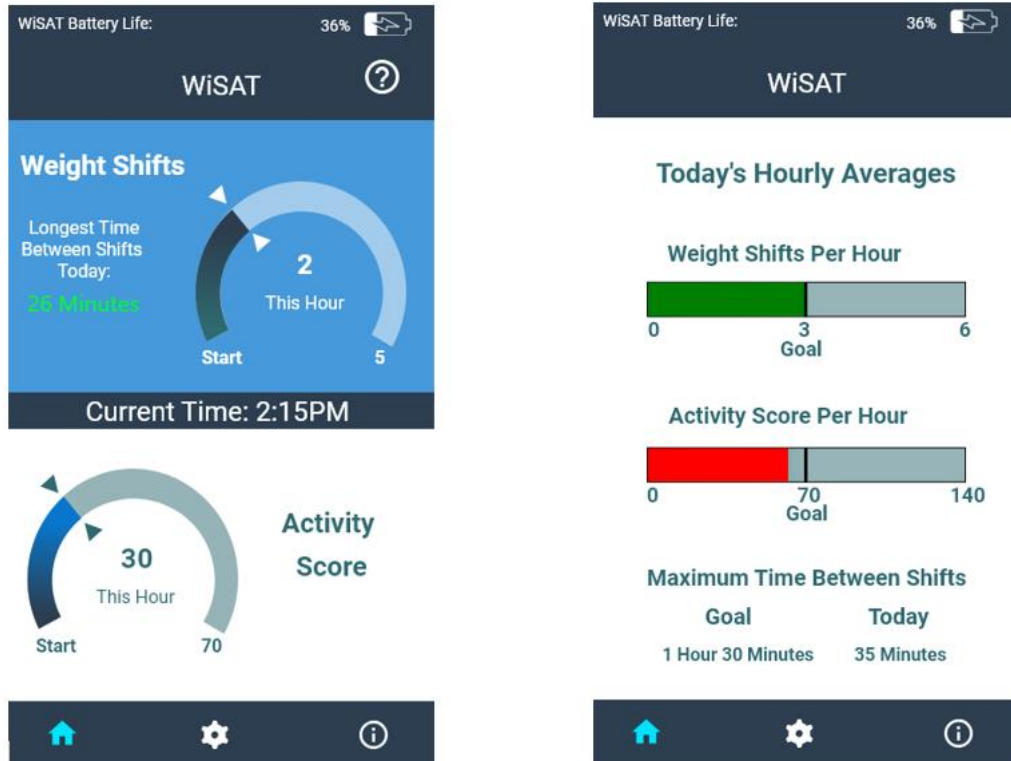 WiSAT Battery Life: 36%
WiSAT
Weight Shifts
Longest Time
Between Shifts
Today:
26 Minutes
2
This Hour
Start 5
Current Time: 2:15PM
30
This Hour
Start 70
Activity
Score
WiSAT Battery Life: 36%
WiSAT
Today's Hourly Averages
Weight Shifts Per Hour
0 3 6
Goal
Activity Score Per Hour
0 70 140
Goal
Maximum Time Between Shifts
Goal Today
1 Hour 30 Minutes 35 Minutes